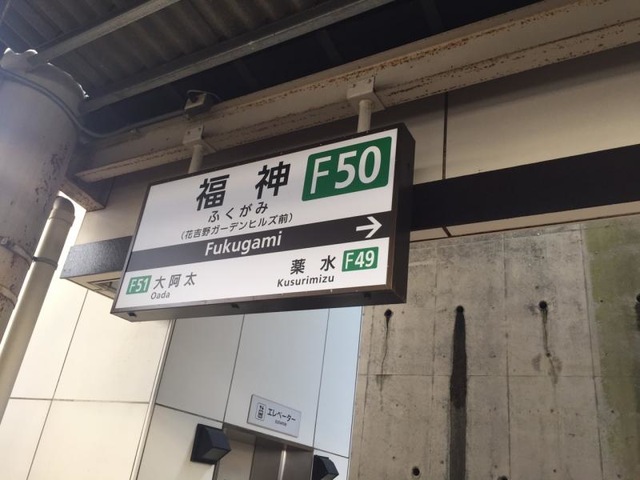 福神 F50
ふくがみ
(花吉野ガーデンヒルズ前)
Fukugami →
F51 大阿太 薬水 F49
Oada Kusurimizu
エレベーター